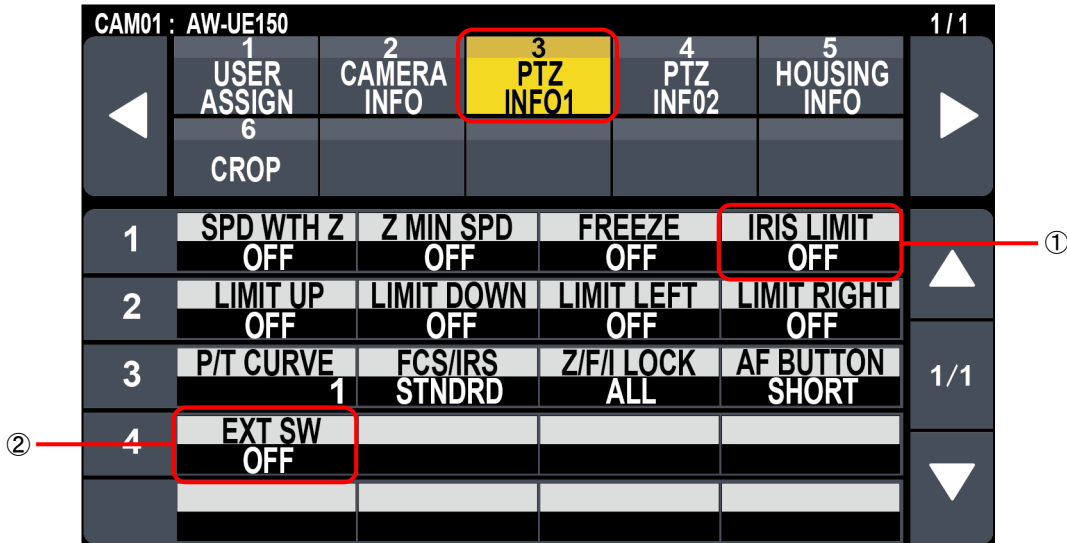 CAM01 : AW-UE150 1 / 1
1 2 3 4 5
USER CAMERA PTZ PTZ HOUSING
ASSIGN INFO INFO1 INF02 INFO
6
CROP
1 SPD WTH Z Z MIN SPD FREEZE IRIS LIMIT ①
OFF OFF OFF OFF
2 LIMIT UP LIMIT DOWN LIMIT LEFT LIMIT RIGHT
OFF OFF OFF OFF
3 P/T CURVE FCS/IRS Z/F/I LOCK AF BUTTON 1/1
1 STNDRD ALL SHORT
② 4 EXT SW
OFF